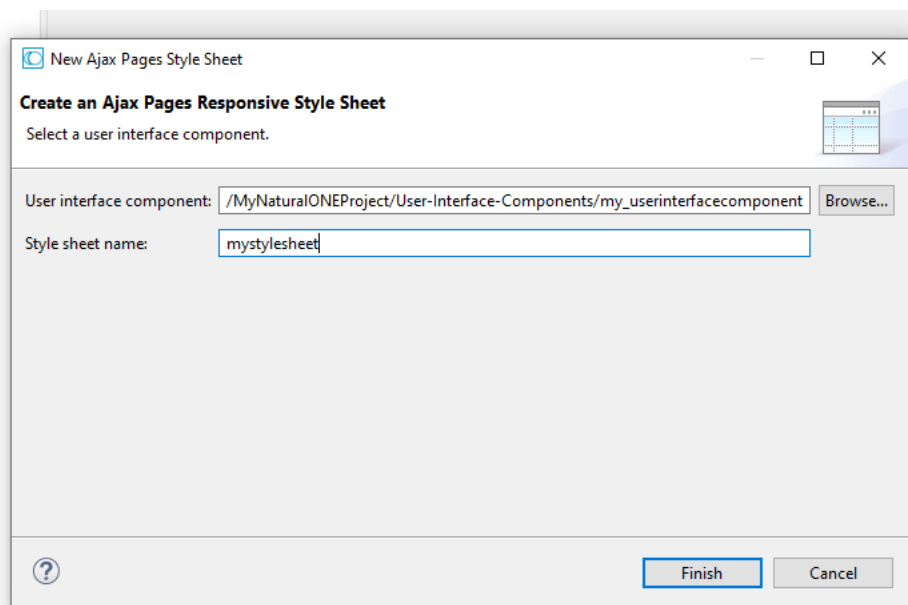 New Ajax Pages Style Sheet
Create an Ajax Pages Responsive Style Sheet
Select a user interface component.
User interface component: /MyNaturalONEProject/User-Interface-Components/my_userinterfacecomponent Browse...
Style sheet name: mystylesheet
? Finish Cancel